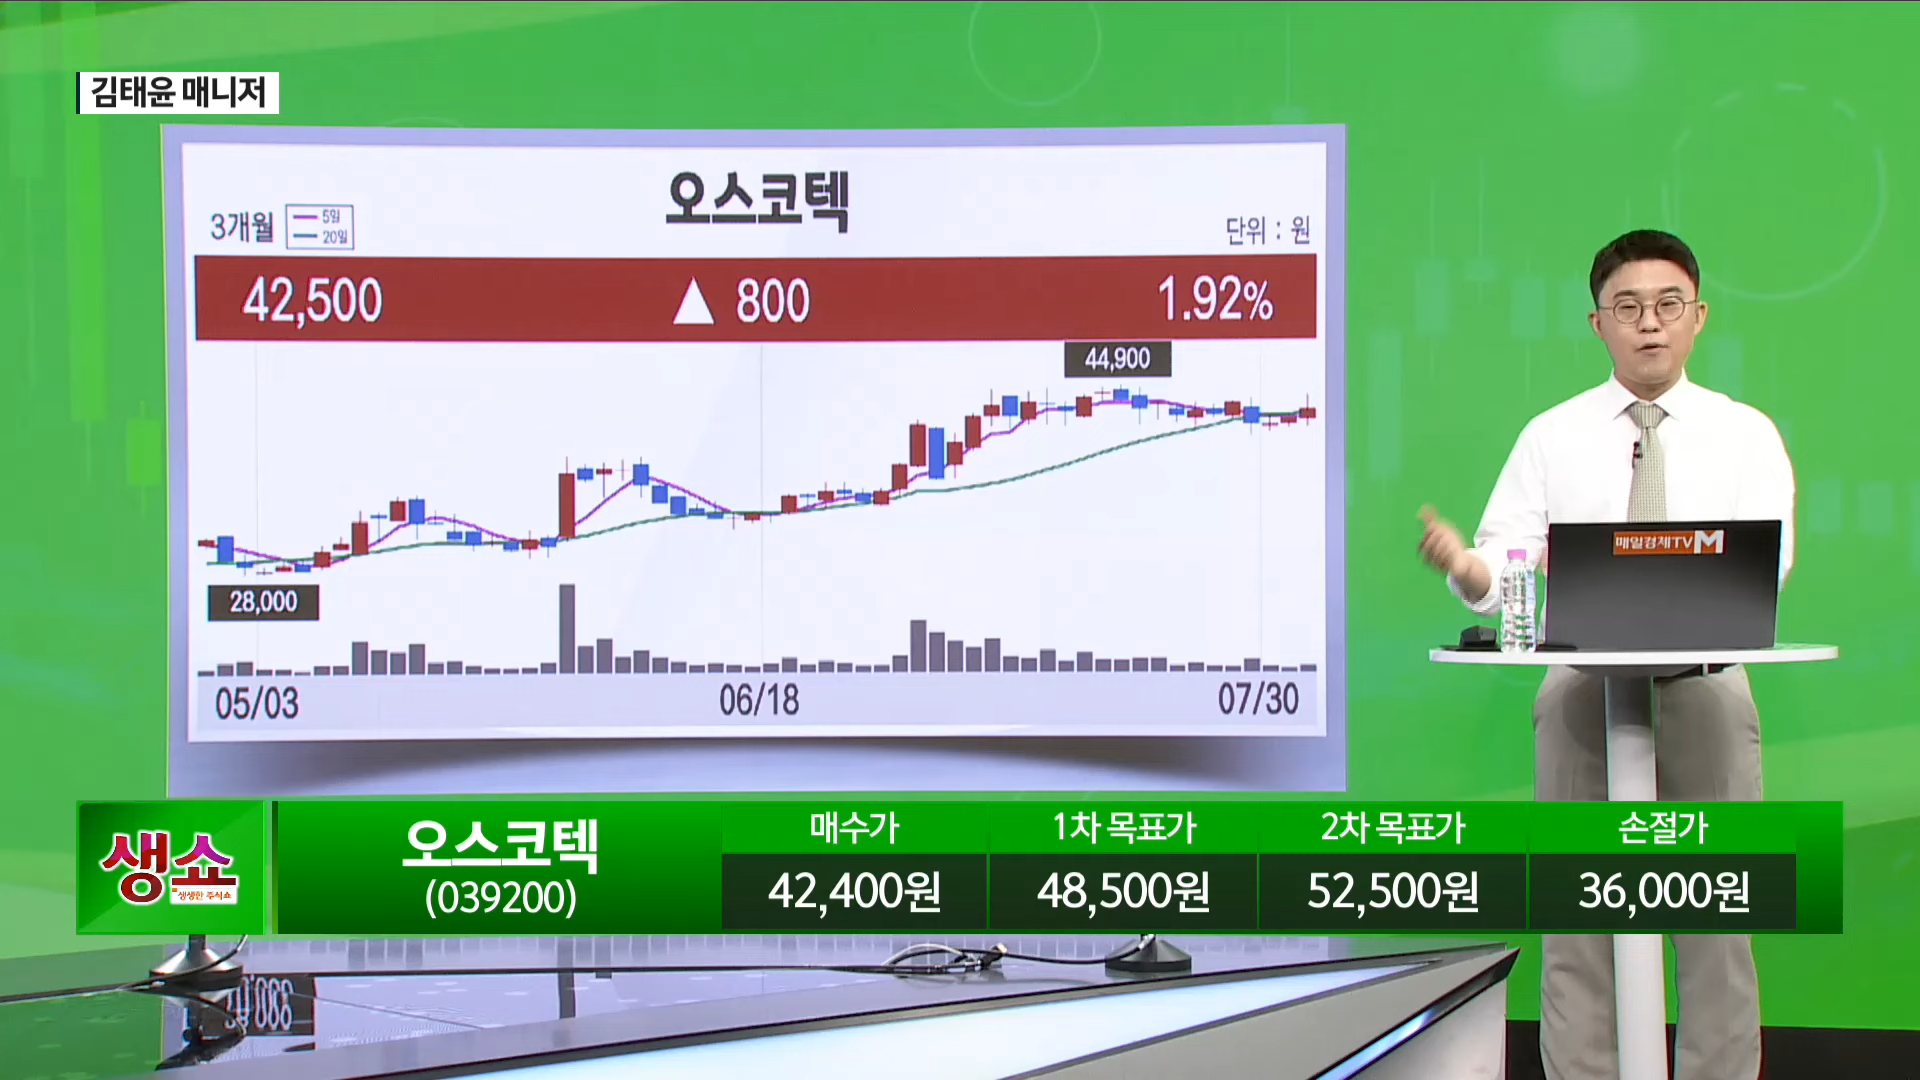 김태윤 매니저
오스코텍
3개월
5일
20일
단위 : 원
42,500 ▲ 800 1.92%
44,900
28,000
05/03 06/18 07/30
매일경제TV M
생쇼
생생한 주식쇼
오스코텍
(039200)
매수가 1차 목표가 2차 목표가 손절가
42,400원 48,500원 52,500원 36,000원